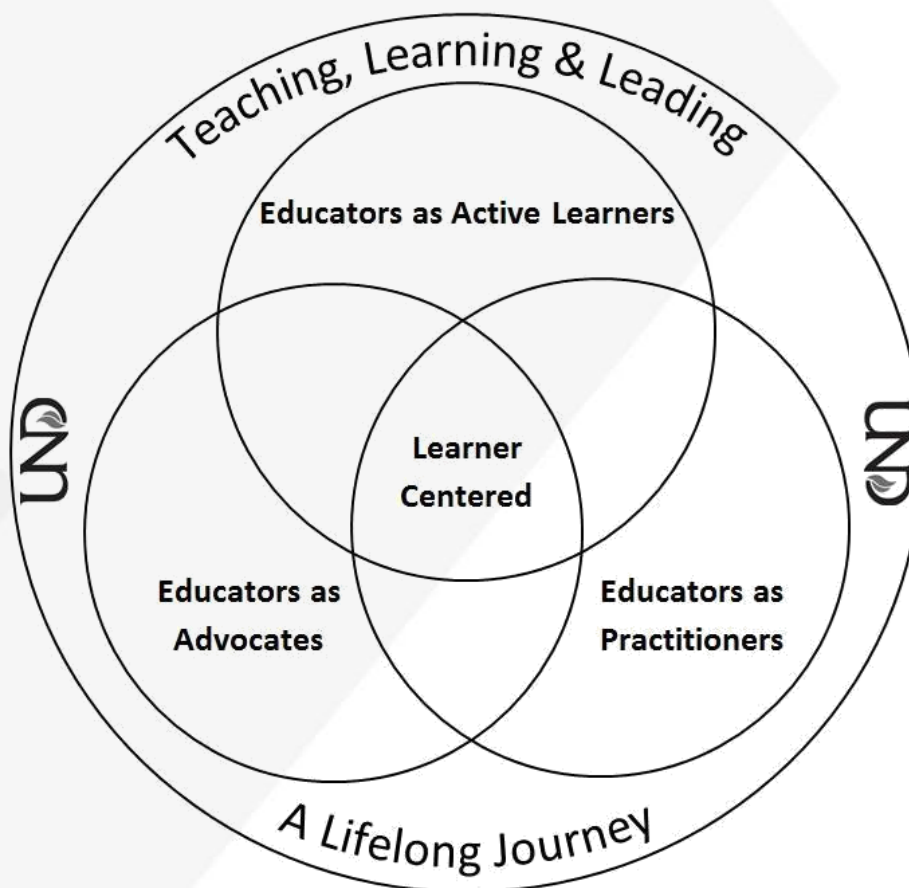 Teaching, Learning & Leading
Educators as Active Learners
UND
Learner
Centered
UND
Educators as
Advocates
Educators as
Practitioners
A Lifelong Journey